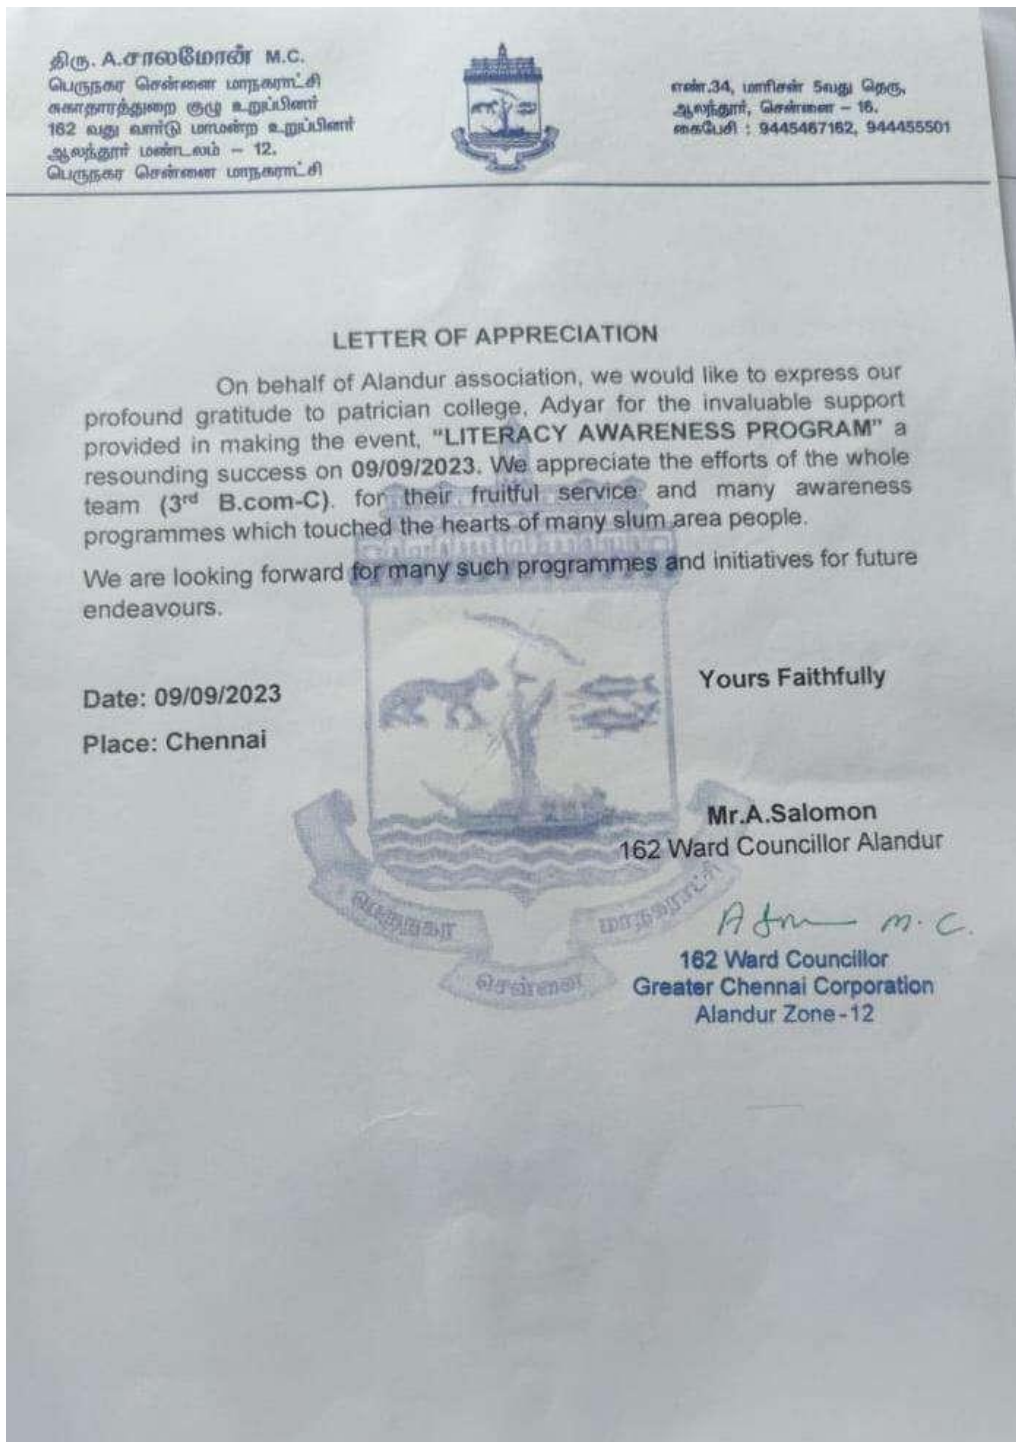 திரு. A.சாலமோன் M.C.
பெருநகர சென்னை மாநகராட்சி
சுகாதாரத்துறை குழு உறுப்பினர்
162 வது வார்டு மாமன்ற உறுப்பினர்
ஆலந்தூர் மண்டலம் – 12.
பெருநகர சென்னை மாநகராட்சி
எண்.34, மாரிசன் 5வது தெரு,
ஆலந்தூர், சென்னை – 16.
கைபேசி : 9445467162, 944455501
LETTER OF APPRECIATION
On behalf of Alandur association, we would like to express our
profound gratitude to patrician college, Adyar for the invaluable support
provided in making the event, “LITERACY AWARENESS PROGRAM” a
resounding success on 09/09/2023. We appreciate the efforts of the whole
team (3rd B.com-C). for their fruitful service and many awareness
programmes which touched the hearts of many slum area people.
We are looking forward for many such programmes and initiatives for future
endeavours.
Date: 09/09/2023
Place: Chennai
Yours Faithfully
Mr.A.Salomon
162 Ward Councillor Alandur
பெருநகர
சென்னை
மாநகராட்சி
M.C.
162 Ward Councillor
Greater Chennai Corporation
Alandur Zone-12